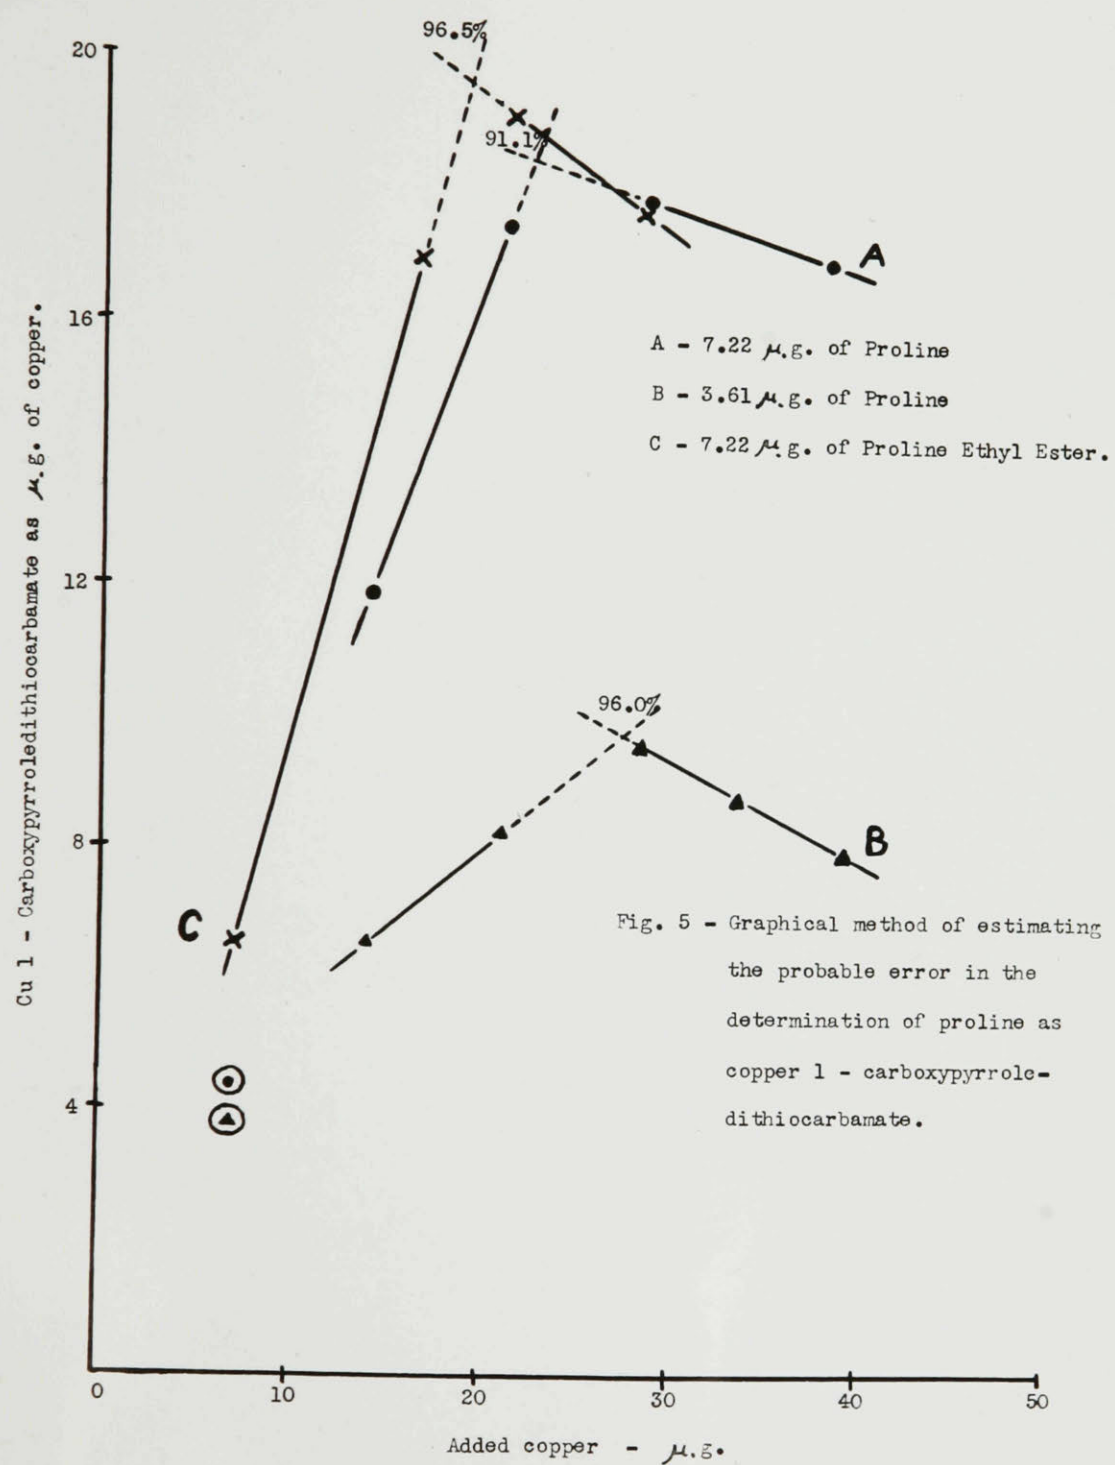 96.5%
20
91.1%
A
16
A - 7.22 μ.g. of Proline
B - 3.61 μ.g. of Proline
C - 7.22 μ.g. of Proline Ethyl Ester.
Cu 1 - Carboxypyrroledithiocarbamate as μ.g. of copper.
12
96.0%
8
B
C
Fig. 5 - Graphical method of estimating
the probable error in the
determination of proline as
copper 1 - carboxypyrrole-
dithiocarbamate.
4
0 10 20 30 40 50
Added copper - μ.g.